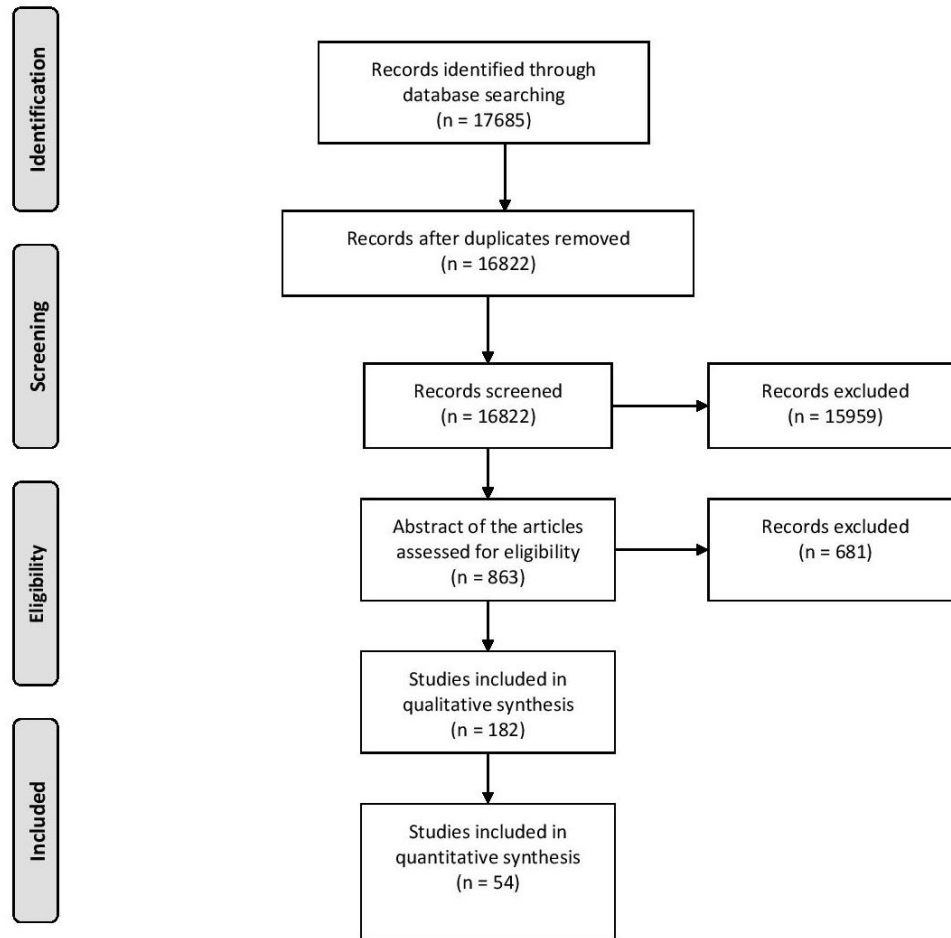 Identification
Records identified through
database searching
(n = 17685)
Records after duplicates removed
(n = 16822)
Screening
Records screened
(n = 16822)
Records excluded
(n = 15959)
Eligibility
Abstract of the articles
assessed for eligibility
(n = 863)
Records excluded
(n = 681)
Studies included in
qualitative synthesis
(n = 182)
Included
Studies included in
quantitative synthesis
(n = 54)